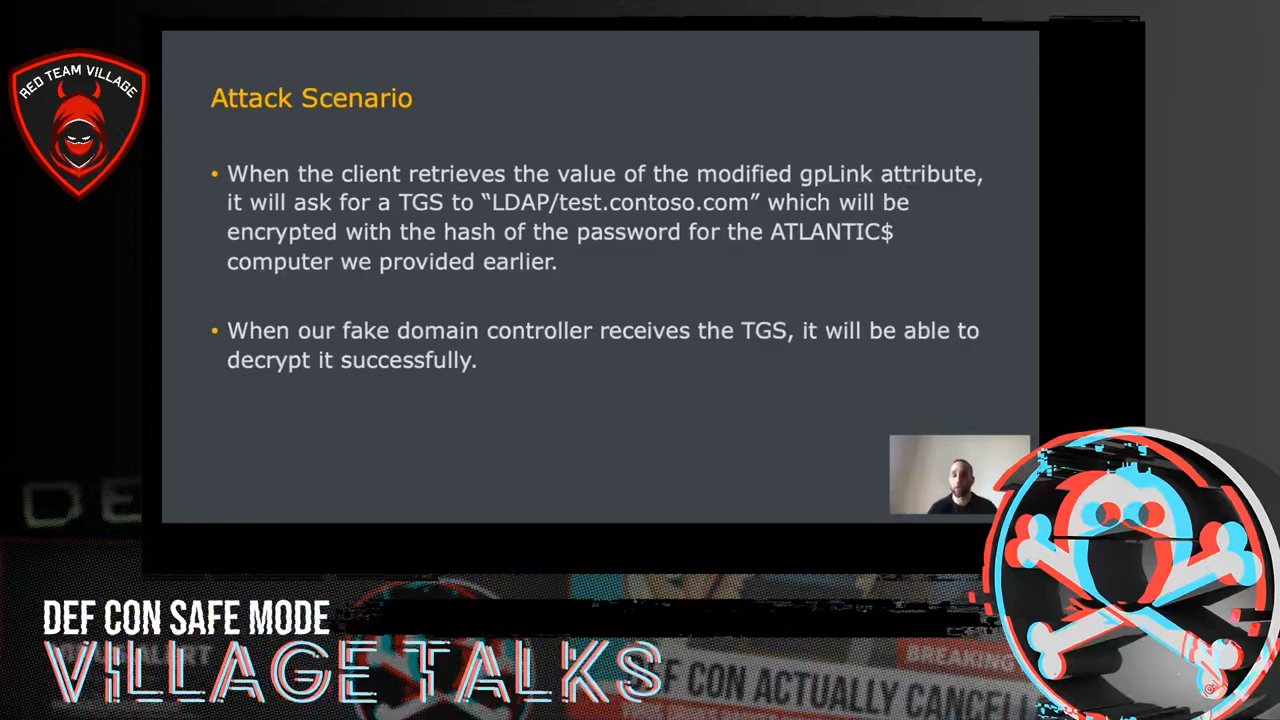 RED TEAM VILLAGE
Attack Scenario
• When the client retrieves the value of the modified gpLink attribute,
it will ask for a TGS to “LDAP/test.contoso.com” which will be
encrypted with the hash of the password for the ATLANTIC$
computer we provided earlier.
• When our fake domain controller receives the TGS, it will be able to
decrypt it successfully.
DE
DEF CON SAFE MODE
VILLAGE TALKS
BREAKING
DEF CON ACTUALLY CANCELL